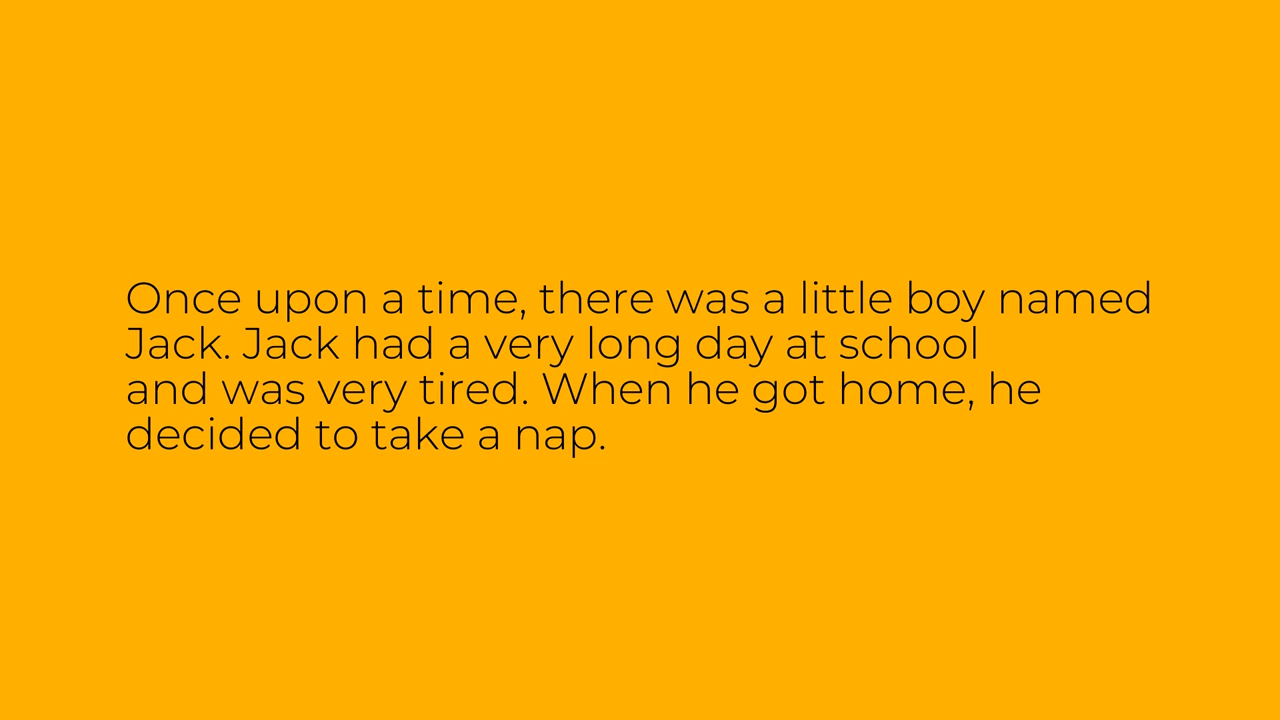 Once upon a time, there was a little boy named
Jack. Jack had a very long day at school
and was very tired. When he got home, he
decided to take a nap.